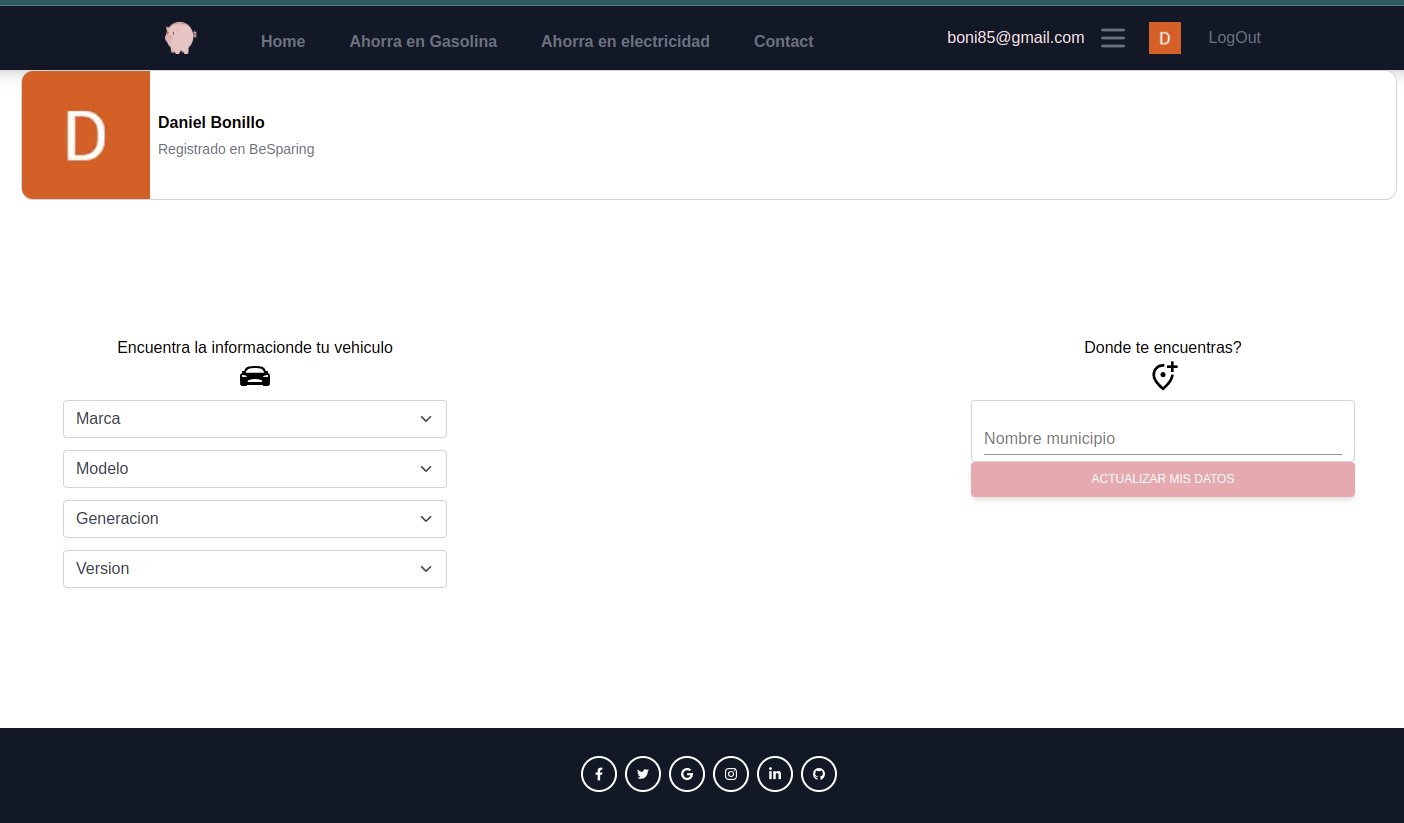 Home Ahorra en Gasolina Ahorra en electricidad Contact boni85@gmail.com D LogOut
D
Daniel Bonillo
Registrado en BeSparing
Encuentra la informacionde tu vehiculo
Marca
Modelo
Generacion
Version
Donde te encuentras?
Nombre municipio
ACTUALIZAR MIS DATOS